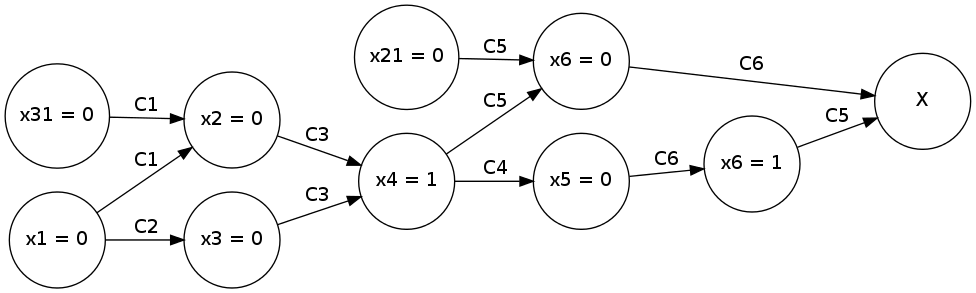 x21 = 0
C5
x6 = 0
C6
x31 = 0
C1
x2 = 0
C3
C5
C5
X
C1
x4 = 1
C4
x5 = 0
C6
x6 = 1
x1 = 0
C2
x3 = 0
C3